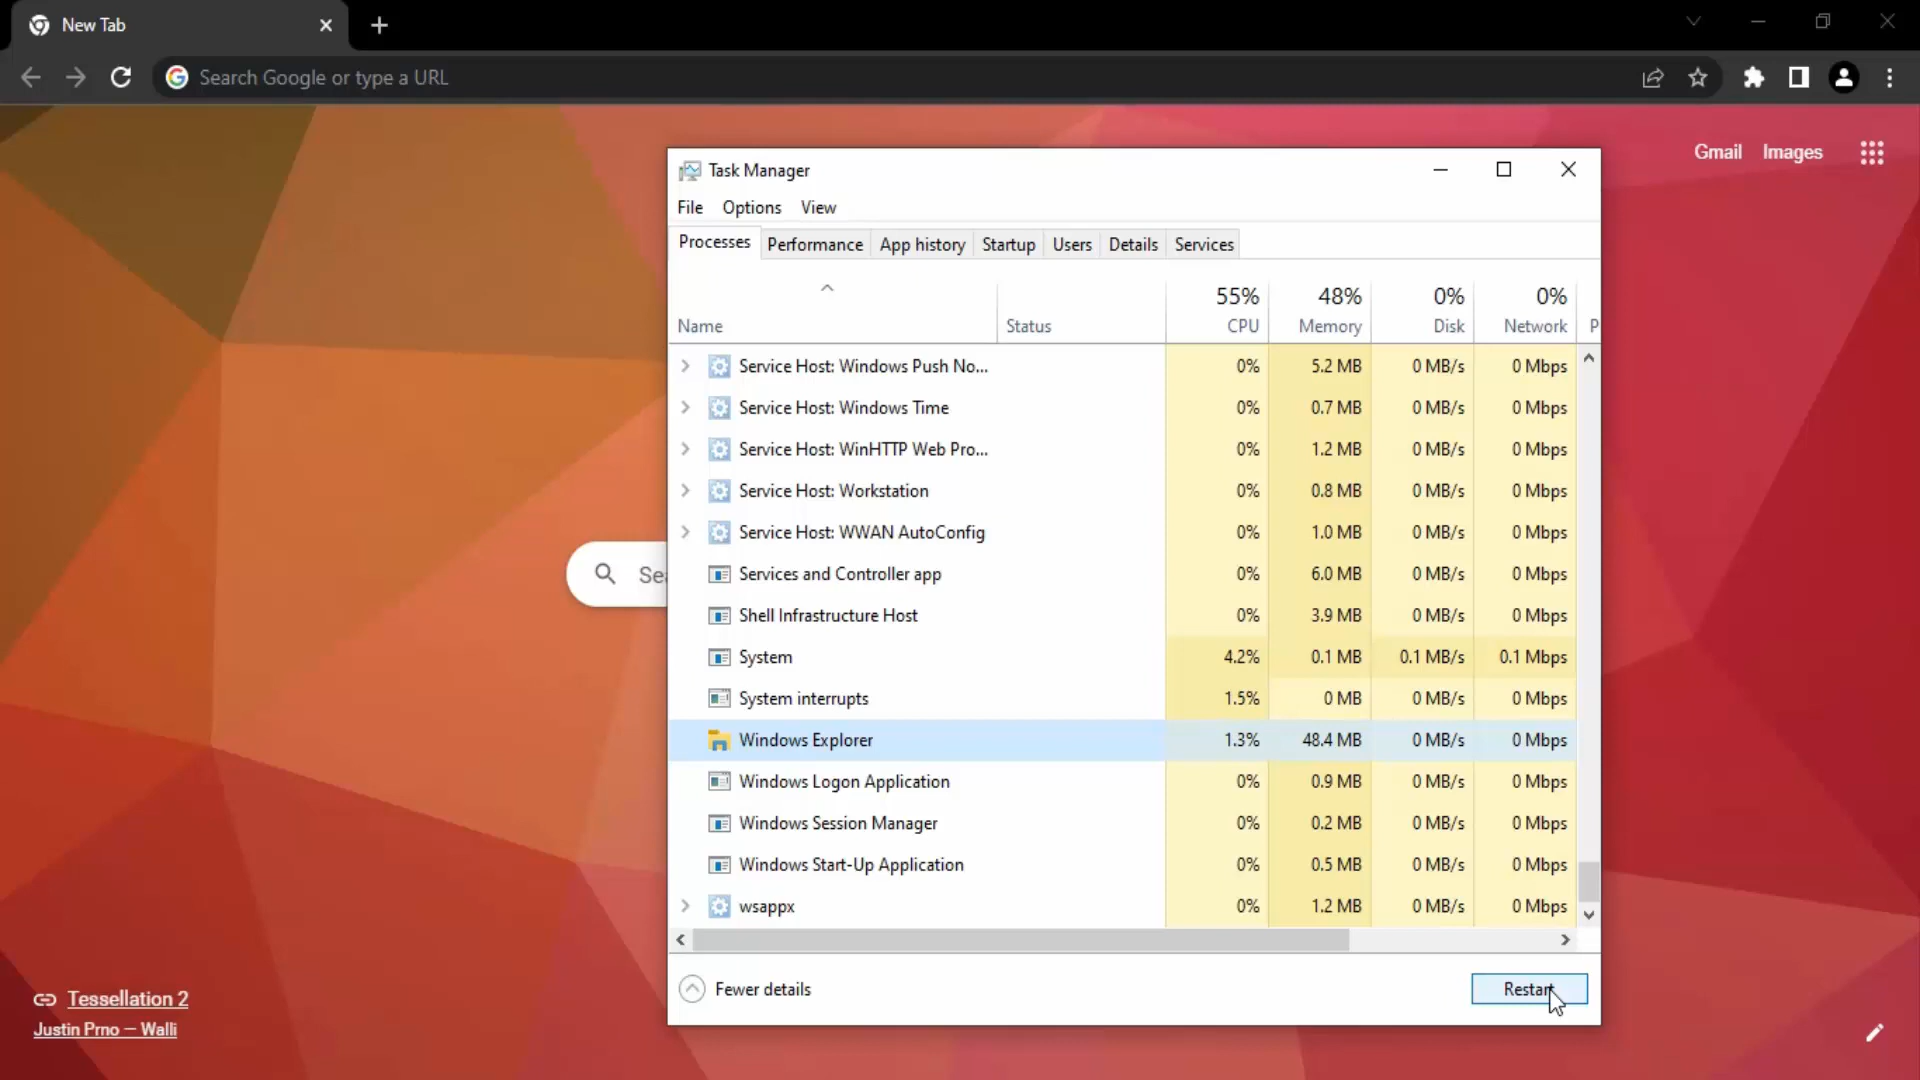 New Tab
Search Google or type a URL
Gmail Images
Task Manager
File Options View
Processes Performance App history Startup Users Details Services
55% 48% 0% 0%
Name Status CPU Memory Disk Network P
Service Host: Windows Push No... 0% 5.2 MB 0 MB/s 0 Mbps
Service Host: Windows Time 0% 0.7 MB 0 MB/s 0 Mbps
Service Host: WinHTTP Web Pro... 0% 1.2 MB 0 MB/s 0 Mbps
Service Host: Workstation 0% 0.8 MB 0 MB/s 0 Mbps
Service Host: WWAN AutoConfig 0% 1.0 MB 0 MB/s 0 Mbps
Sea
Services and Controller app 0% 6.0 MB 0 MB/s 0 Mbps
Shell Infrastructure Host 0% 3.9 MB 0 MB/s 0 Mbps
System 4.2% 0.1 MB 0.1 MB/s 0.1 Mbps
System interrupts 1.5% 0 MB 0 MB/s 0 Mbps
Windows Explorer 1.3% 48.4 MB 0 MB/s 0 Mbps
Windows Logon Application 0% 0.9 MB 0 MB/s 0 Mbps
Windows Session Manager 0% 0.2 MB 0 MB/s 0 Mbps
Windows Start-Up Application 0% 0.5 MB 0 MB/s 0 Mbps
wsappx 0% 1.2 MB 0 MB/s 0 Mbps
Fewer details Restart
Tessellation 2
Justin Prno — Walli